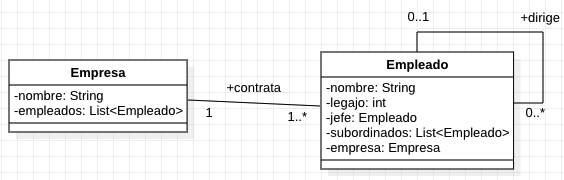 0..1
+dirige
Empresa
-nombre: String
-empleados: List<Empleado>
+contrata
1
1..*
Empleado
-nombre: String
-legajo: int
-jefe: Empleado
-subordinados: List<Empleado>
-empresa: Empresa
0..*